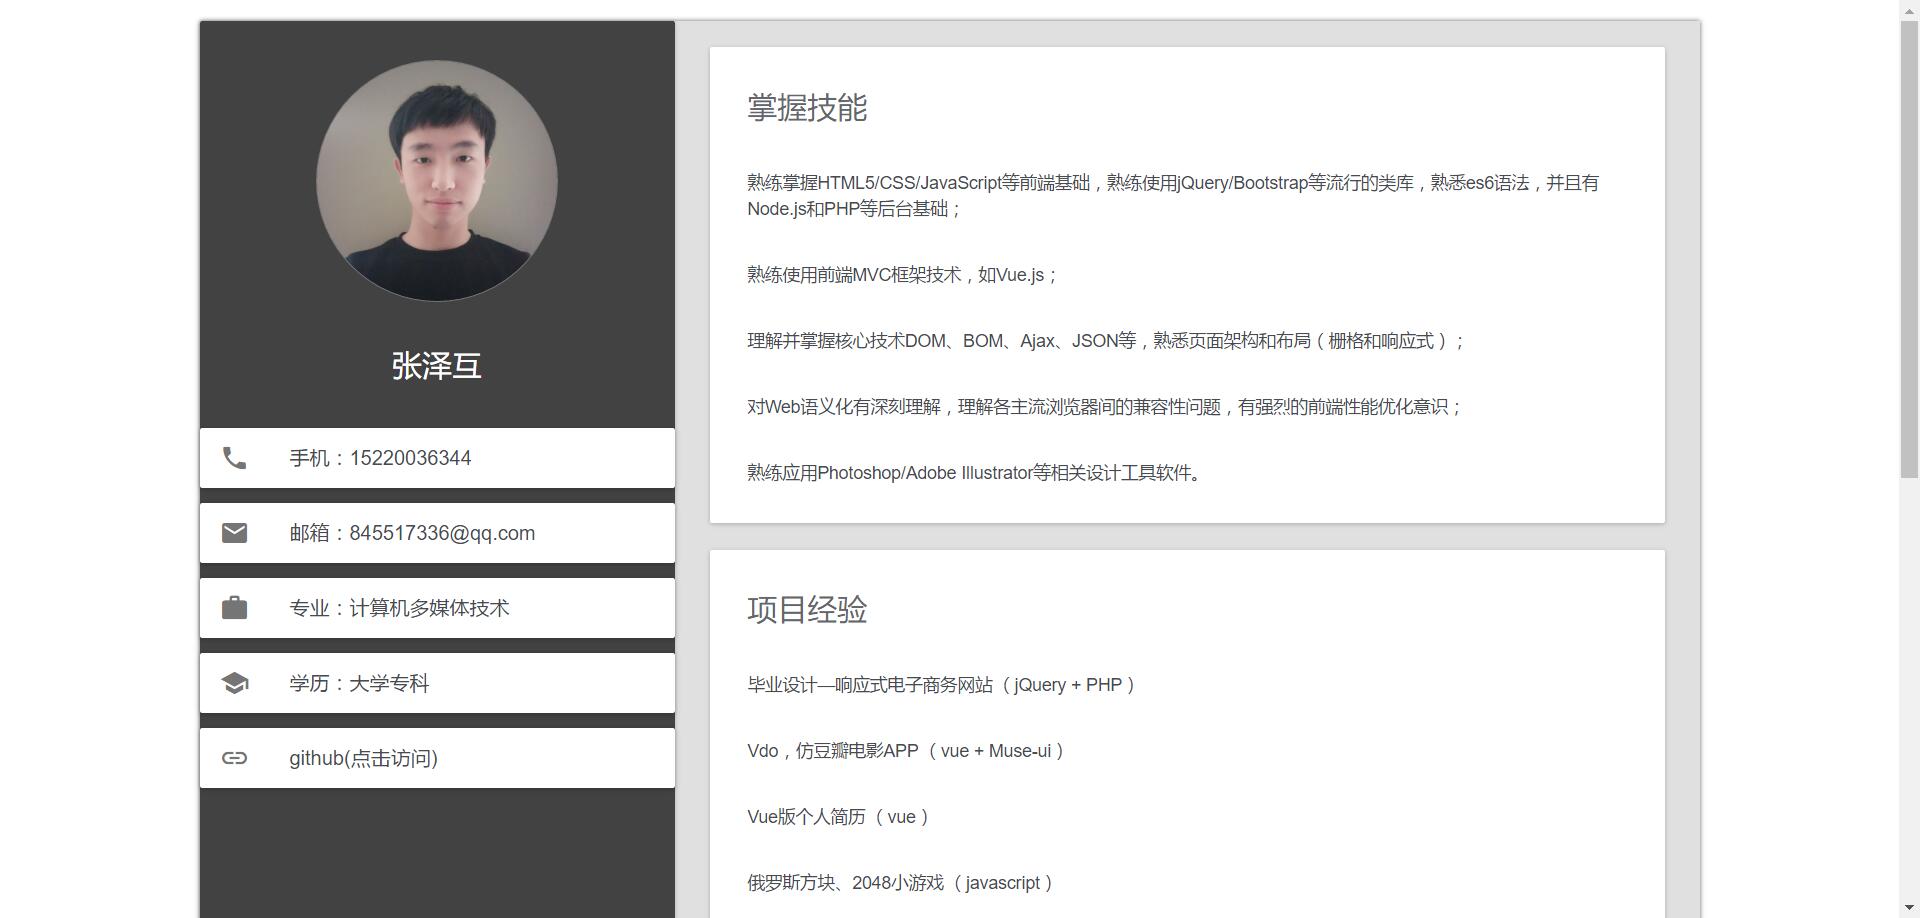 张泽互
手机：15220036344
邮箱：845517336@qq.com
专业：计算机多媒体技术
学历：大学专科
github(点击访问)
掌握技能
熟练掌握HTML5/CSS/JavaScript等前端基础，熟练使用jQuery/Bootstrap等流行的类库，熟悉es6语法，并且有
Node.js和PHP等后台基础；
熟练使用前端MVC框架技术，如Vue.js；
理解并掌握核心技术DOM、BOM、Ajax、JSON等，熟悉页面架构和布局（栅格和响应式）；
对Web语义化有深刻理解，理解各主流浏览器间的兼容性问题，有强烈的前端性能优化意识；
熟练应用Photoshop/Adobe Illustrator等相关设计工具软件。
项目经验
毕业设计—响应式电子商务网站（jQuery + PHP）
Vdo，仿豆瓣电影APP（vue + Muse-ui）
Vue版个人简历（vue）
俄罗斯方块、2048小游戏（javascript）